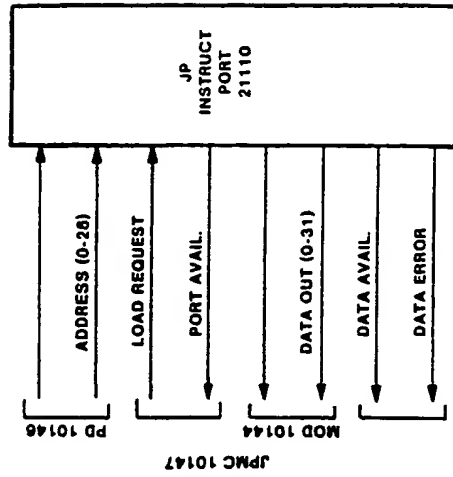 JP
INSTRUCT
PORT
21110
ADDRESS (0-28)
LOAD REQUEST
PORT AVAIL.
DATA OUT (0-31)
DATA AVAIL.
DATA ERROR
PD 10146
MOD 10144
JPMC 10147